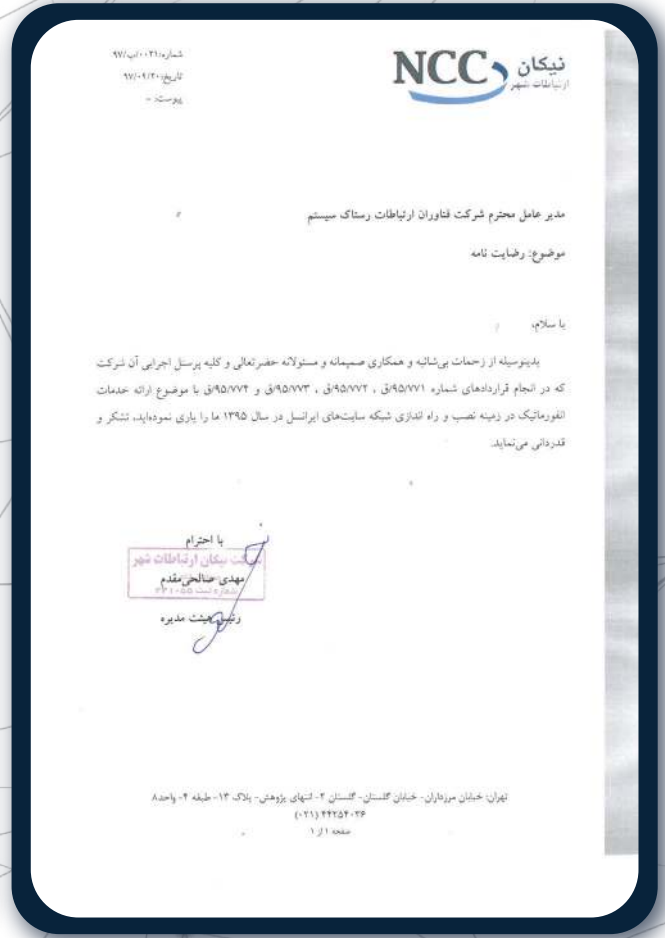 نیکان NCC
ارتباطات شهر
شماره: ۰۰۲۱/ب/۹۷
تاریخ: ۹۷/۰۹/۲۰
پیوست: -
مدیر عامل محترم شرکت فناوران ارتباطات رستاک سیستم
موضوع: رضایت نامه
با سلام،
بدینوسیله از زحمات بی‌شائبه و همکاری صمیمانه و مسئولانه حضرتعالی و کلیه پرسنل اجرایی آن شرکت
که در انجام قراردادهای شماره ۹۵/۷۷۱/ق ، ۹۵/۷۷۲/ق ، ۹۵/۷۷۳/ق و ۹۵/۷۷۴/ق با موضوع ارائه خدمات
انفورماتیک در زمینه نصب و راه اندازی شبکه سایت‌های ایرانسل در سال ۱۳۹۵ ما را یاری نموده‌اید، تشکر و
قدردانی می‌نماید.
با احترام
شرکت نیکان ارتباطات شهر
مهدی صالحی‌مقدم
بشماره ثبت
رئیس هیئت مدیره
تهران: خیابان مرزداران- خیابان گلستان- گلستان ۲- انتهای پژوهش- پلاک ۱۳- طبقه ۴- واحد۸
(۰۲۱) ۴۴۲۵۴۰۳۶
صفحه ۱ از ۱